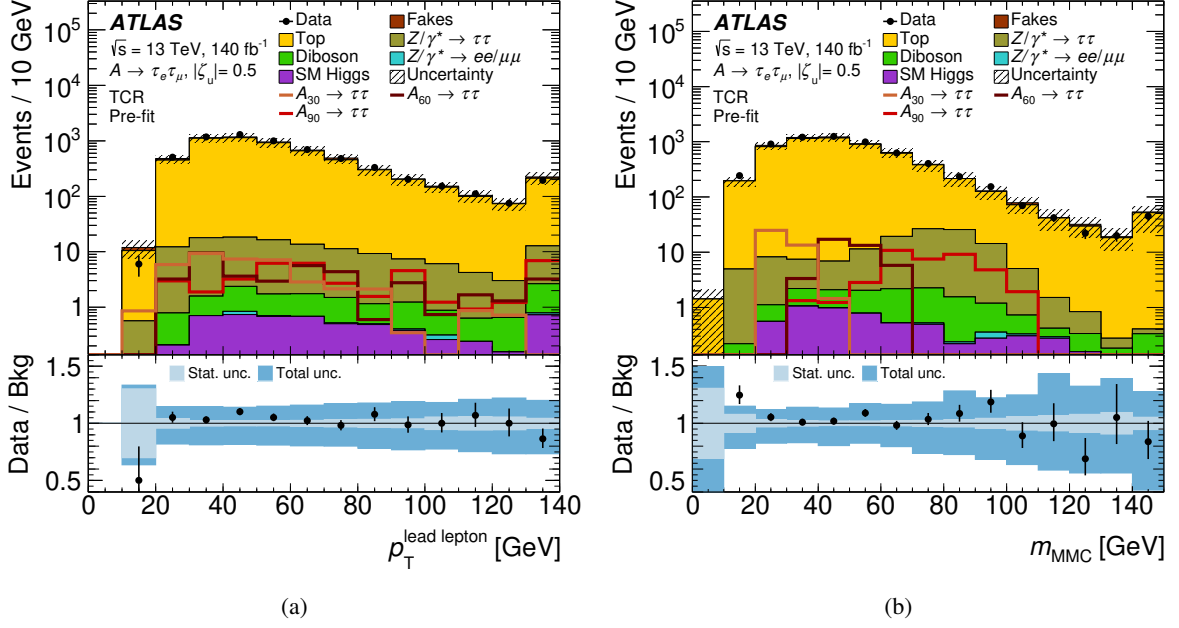 ATLAS
√s = 13 TeV, 140 fb⁻¹
A → τₑτ_μ, |ζᵤ|= 0.5
TCR
Pre-fit
Data
Fakes
Top
Z/γ* → ττ
Diboson
Z/γ* → ee/μμ
SM Higgs
Uncertainty
A₃₀ → ττ
A₆₀ → ττ
A₉₀ → ττ
Events / 10 GeV
10⁵
10⁴
10³
10²
10
1
Stat. unc.
Total unc.
Data / Bkg
1.5
1
0.5
0 20 40 60 80 100 120 140
p_T^lead lepton [GeV]
(a)
ATLAS
√s = 13 TeV, 140 fb⁻¹
A → τₑτ_μ, |ζᵤ|= 0.5
TCR
Pre-fit
Data
Fakes
Top
Z/γ* → ττ
Diboson
Z/γ* → ee/μμ
SM Higgs
Uncertainty
A₃₀ → ττ
A₆₀ → ττ
A₉₀ → ττ
Events / 10 GeV
10⁵
10⁴
10³
10²
10
1
Stat. unc.
Total unc.
Data / Bkg
1.5
1
0.5
0 20 40 60 80 100 120 140
m_MMC [GeV]
(b)